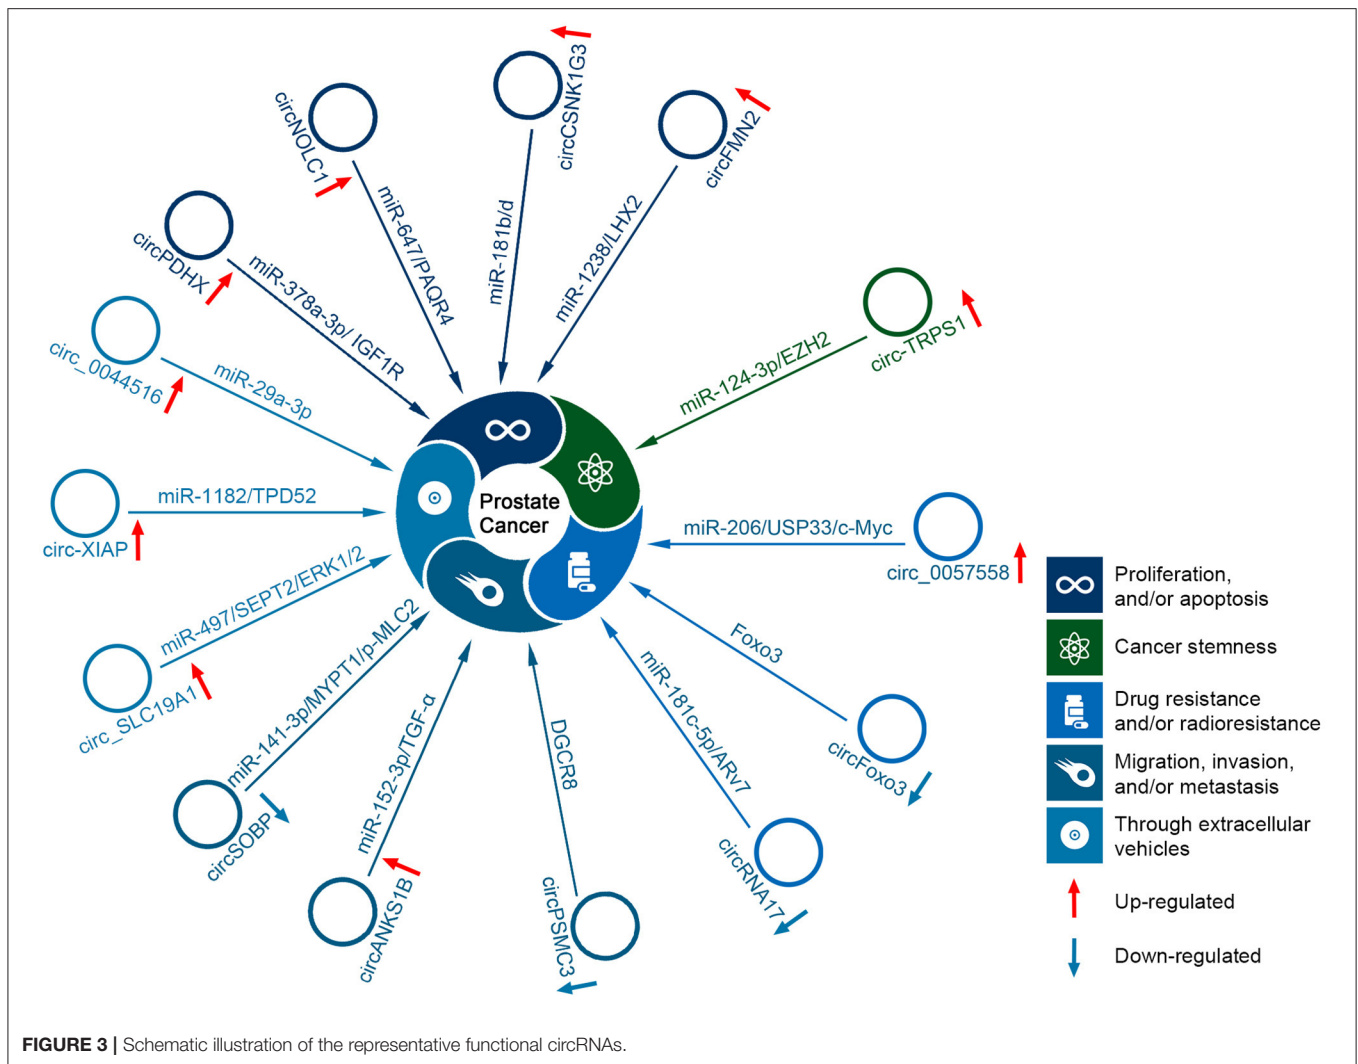 circCSNK1G3
miR-181b/d
circFMN2
miR-1238/LHX2
circNOLC1
miR-647/PAQR4
circPDHX
miR-378a-3p/ IGF1R
circ-TRPS1
miR-124-3p/EZH2
circ_0044516
miR-29a-3p
circ-XIAP
miR-1182/TPD52
Prostate
Cancer
miR-206/USP33/c-Myc
circ_0057558
circ_SLC19A1
miR-497/SEPT2/ERK1/2
circSOBP
miR-141-3p/MYPT1/p-MLC2
circANKS1B
miR-152-3p/TGF-α
circPSMC3
DGCR8
circRNA17
miR-181c-5p/ARv7
circFoxo3
Foxo3
Proliferation,
and/or apoptosis
Cancer stemness
Drug resistance
and/or radioresistance
Migration, invasion,
and/or metastasis
Through extracellular
vehicles
Up-regulated
Down-regulated
FIGURE 3 | Schematic illustration of the representative functional circRNAs.